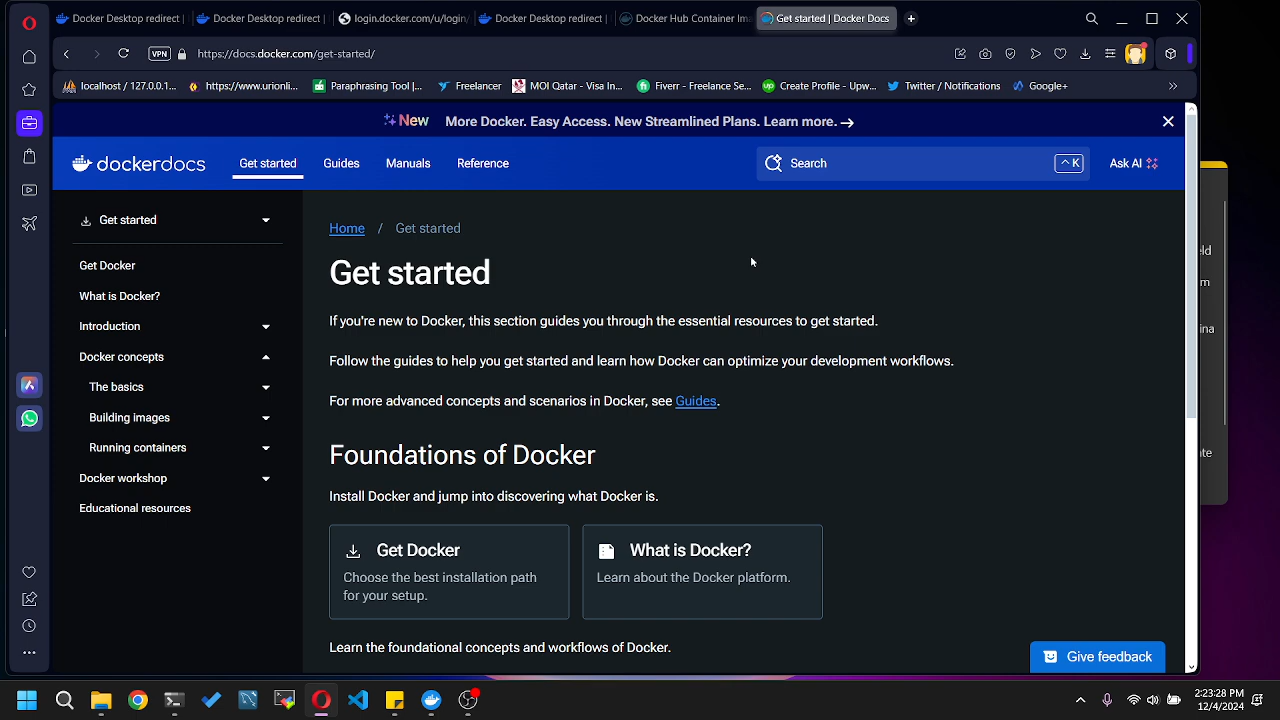 Docker Desktop redirect |
Docker Desktop redirect |
login.docker.com/u/login/
Docker Desktop redirect |
Docker Hub Container Ima
Get started | Docker Docs
VPN
https://docs.docker.com/get-started/
localhost / 127.0.0.1...
https://www.urionli...
Paraphrasing Tool |...
Freelancer
MOI Qatar - Visa In...
Fiverr - Freelance Se...
Create Profile - Upw...
Twitter / Notifications
Google+
New More Docker. Easy Access. New Streamlined Plans. Learn more. →
dockerdocs
Get started
Guides
Manuals
Reference
Search
^ K
Ask AI
Get started
Get Docker
What is Docker?
Introduction
Docker concepts
The basics
Building images
Running containers
Docker workshop
Educational resources
Home / Get started
Get started
If you're new to Docker, this section guides you through the essential resources to get started.
Follow the guides to help you get started and learn how Docker can optimize your development workflows.
For more advanced concepts and scenarios in Docker, see Guides.
Foundations of Docker
Install Docker and jump into discovering what Docker is.
Get Docker
Choose the best installation path
for your setup.
What is Docker?
Learn about the Docker platform.
Learn the foundational concepts and workflows of Docker.
Give feedback
2:23:28 PM
12/4/2024